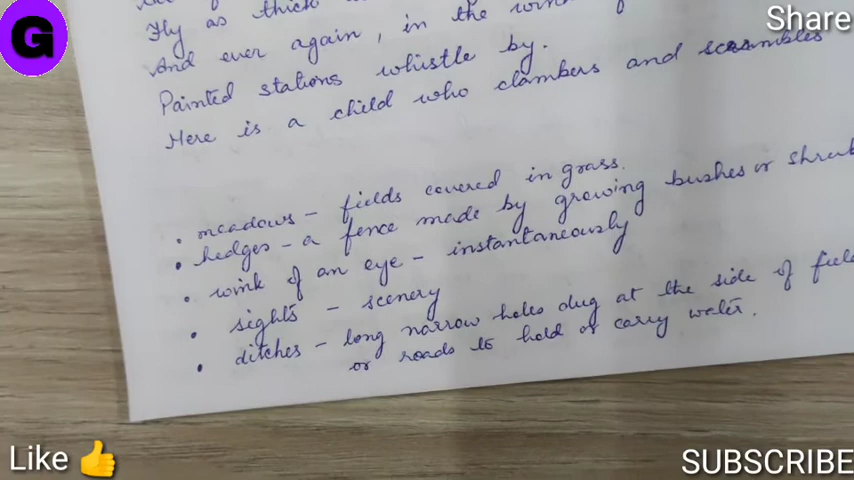 G
Share
Fly as thick
And ever again, in the wink of
Painted stations whistle by.
Here is a child who clambers and scrambles
• meadows - fields covered in grass.
• hedges - a fence made by growing bushes or shrub
• wink of an eye - instantaneously
• sights - scenery
• ditches - long narrow holes dug at the side of
or roads to hold or carry water.
Like 👍
SUBSCRIBE